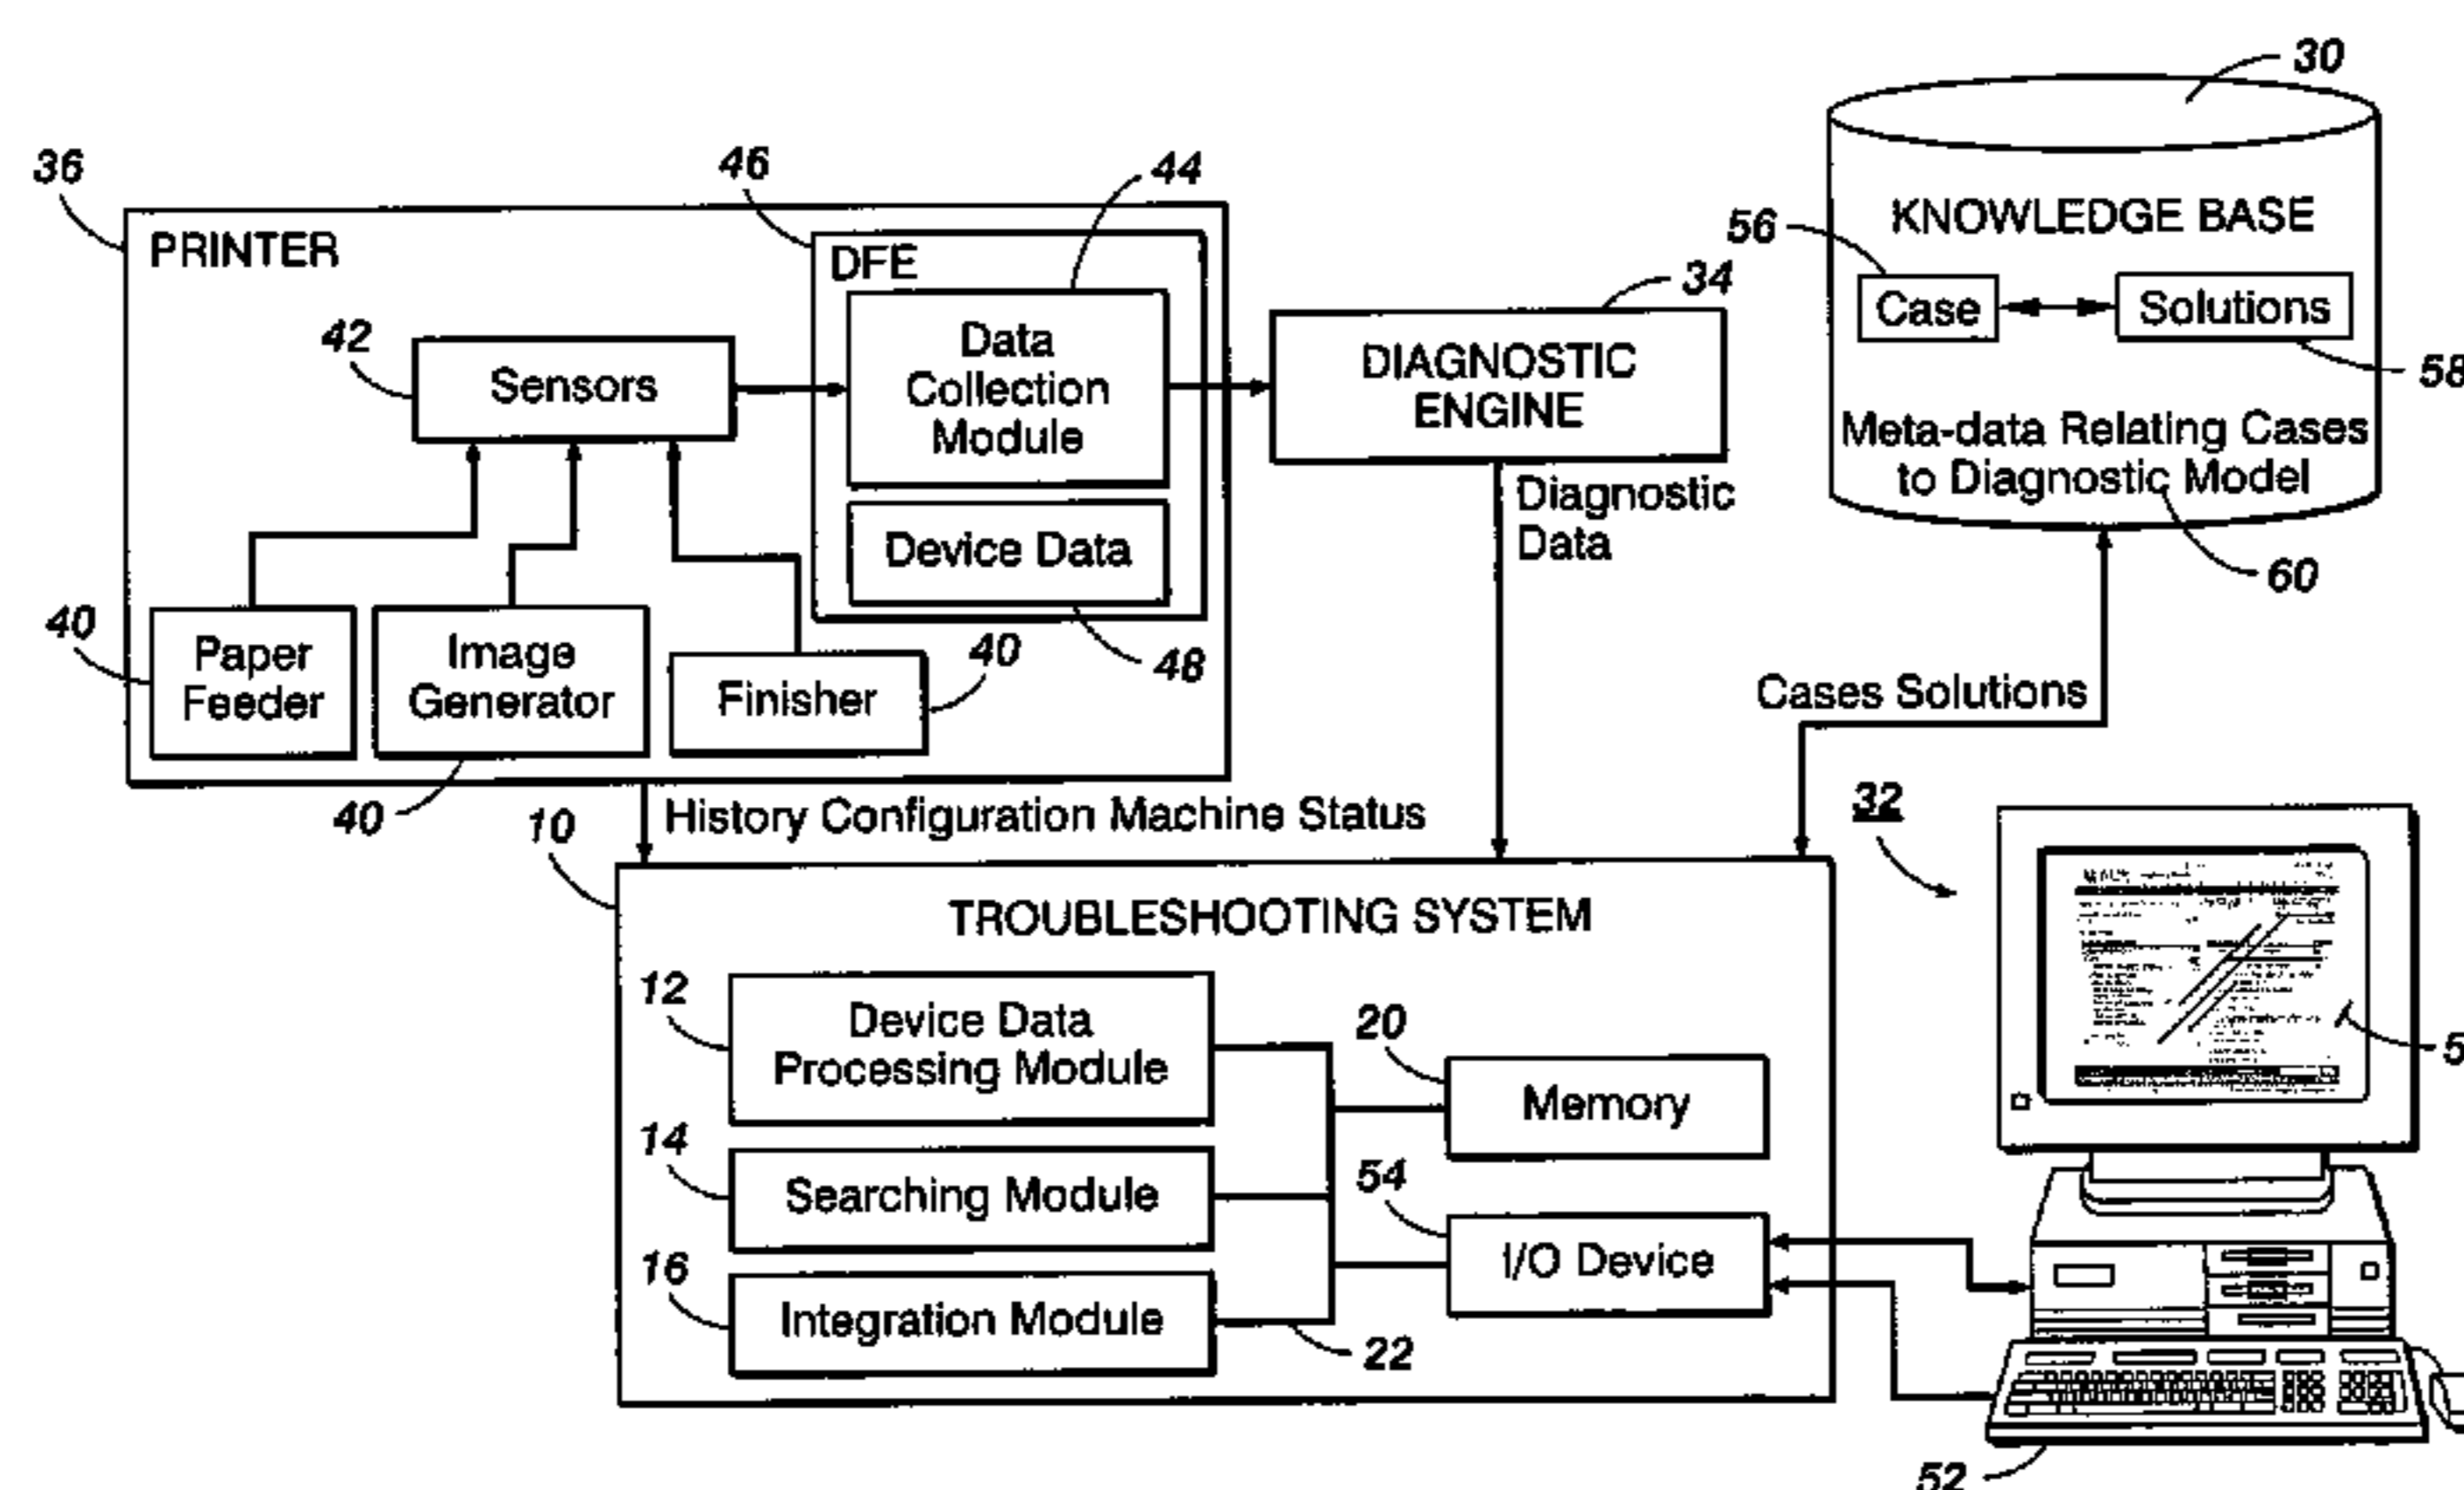 30
36
46
44
PRINTER
DFE
KNOWLEDGE BASE
56
34
Case
Solutions
42
Sensors
Data
Collection
Module
DIAGNOSTIC
ENGINE
58
Meta-data Relating Cases
to Diagnostic Model
Diagnostic
Data
Device Data
60
40
Paper
Feeder
Image
Generator
Finisher
40
48
Cases Solutions
40
10
History Configuration Machine Status
32
TROUBLESHOOTING SYSTEM
12
Device Data
Processing Module
20
Memory
14
Searching Module
54
I/O Device
16
Integration Module
22
52